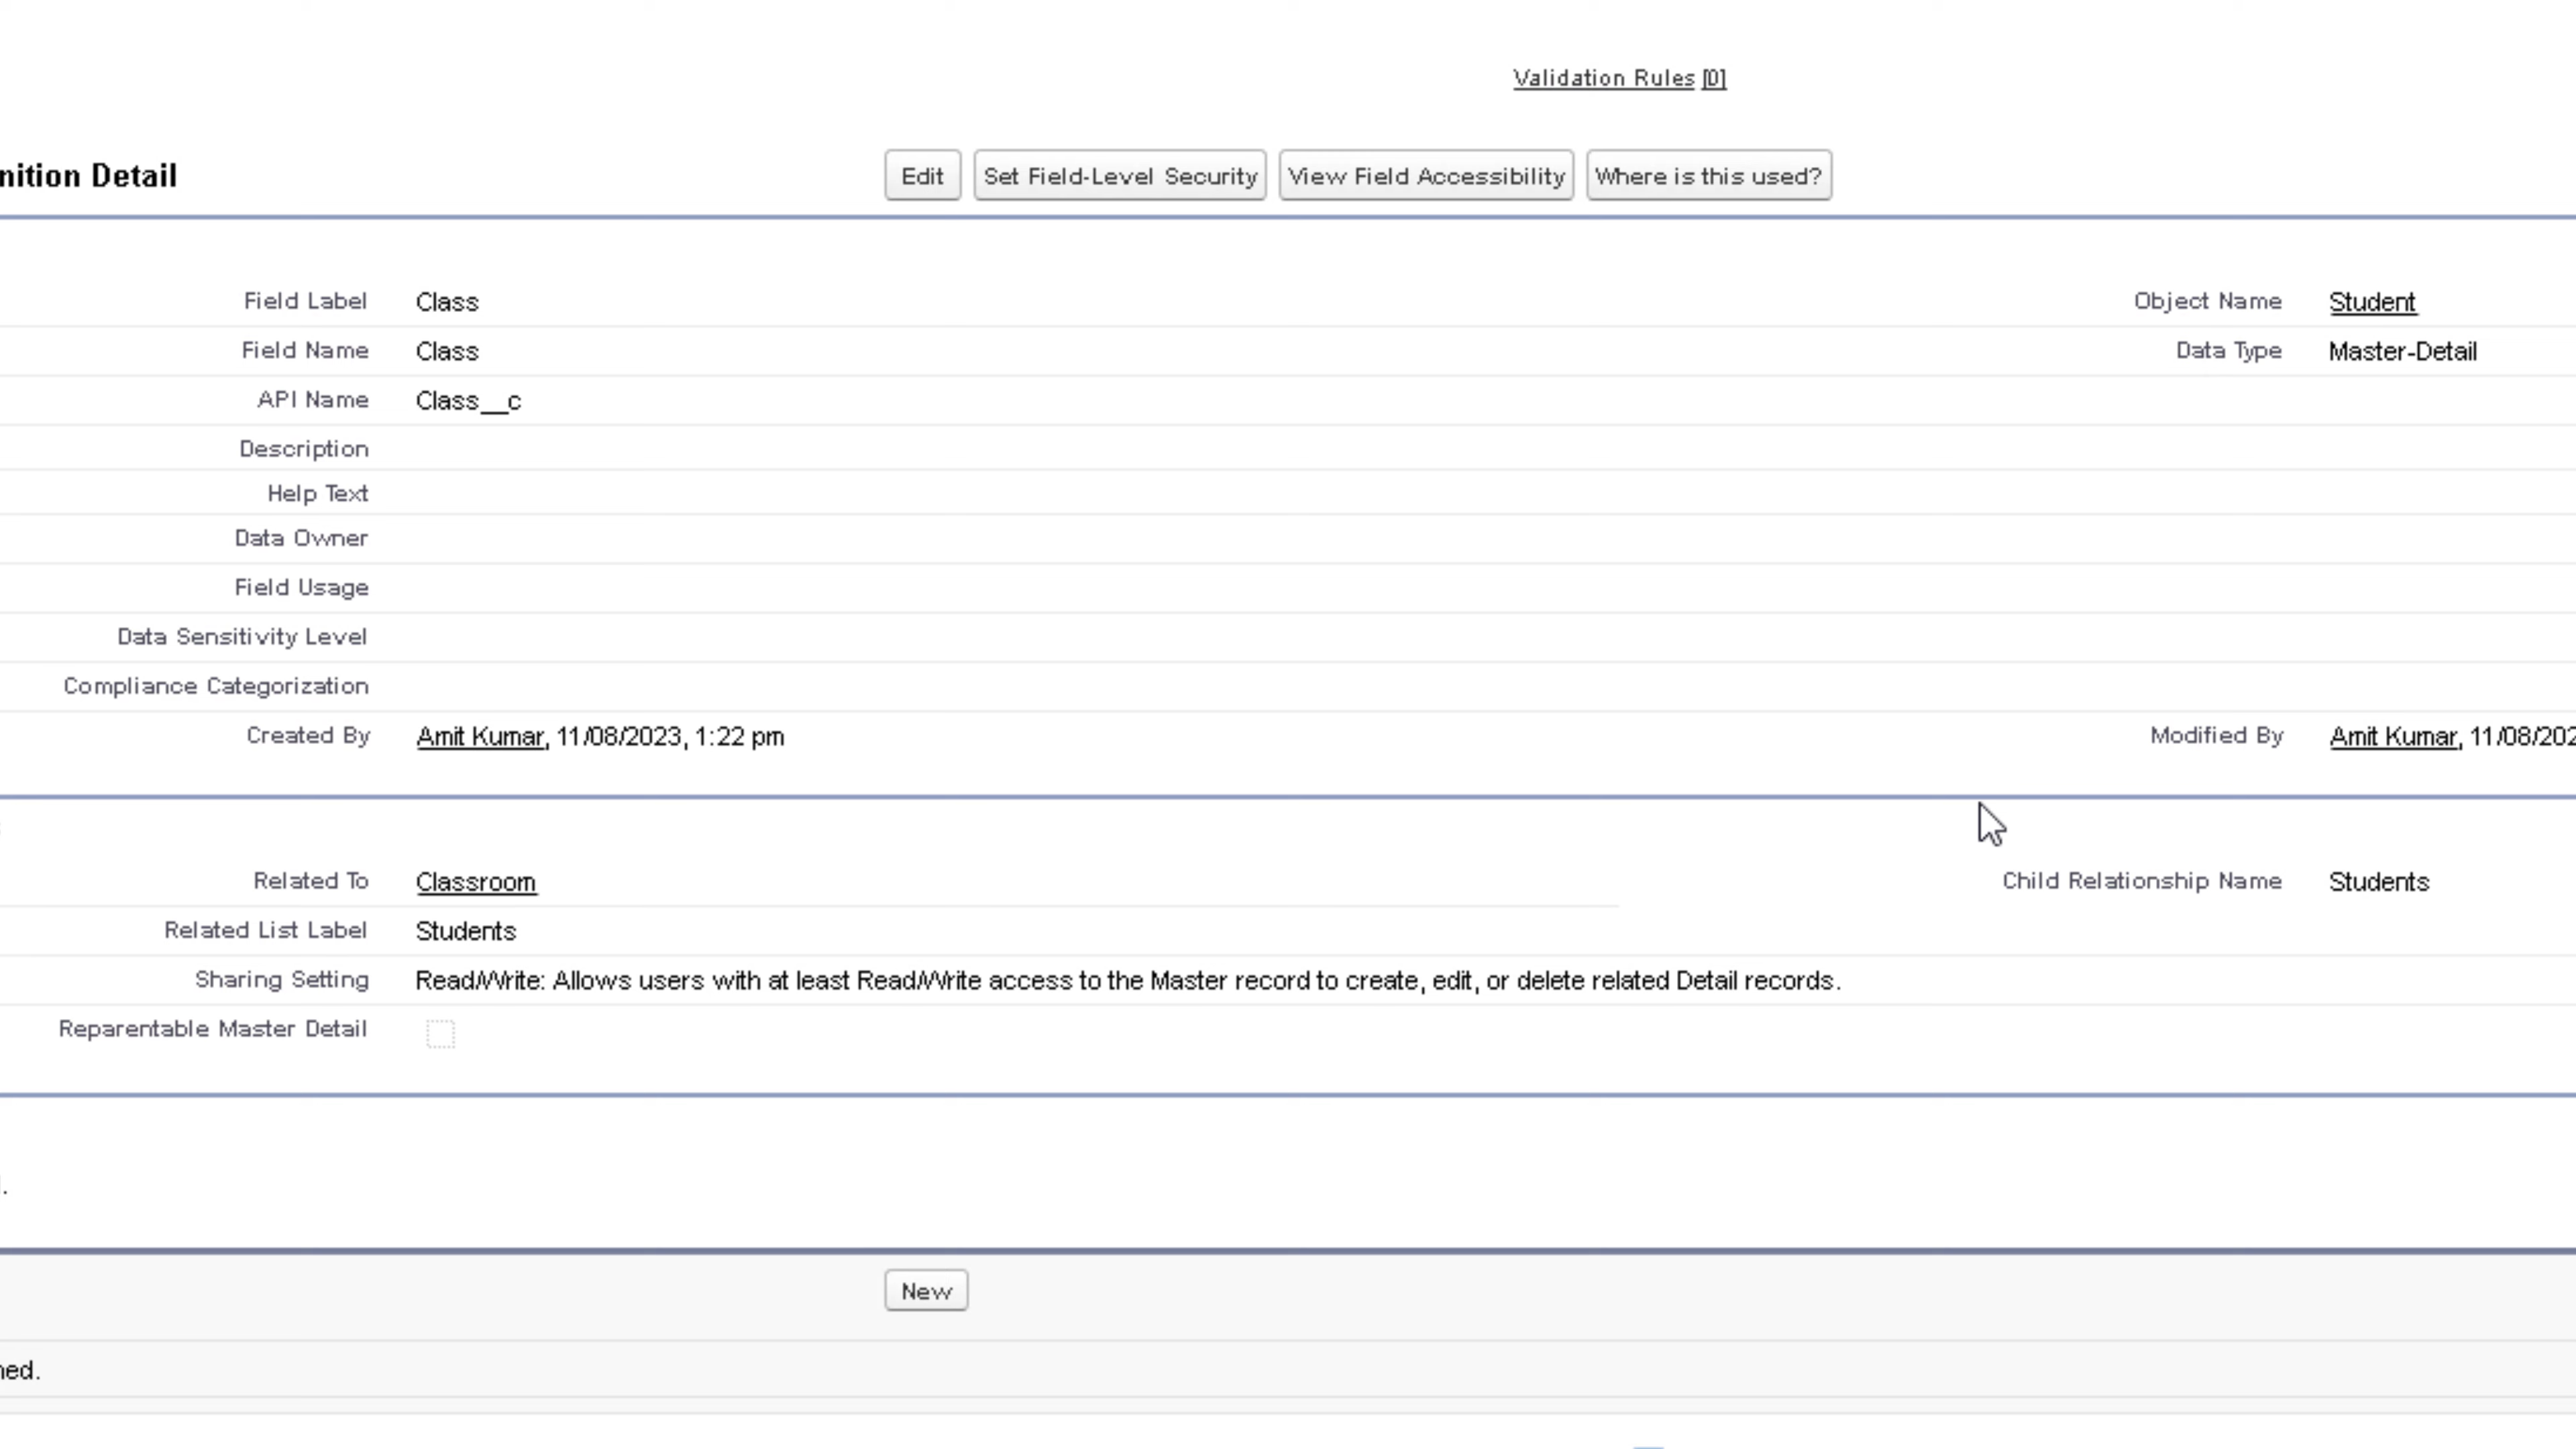 Validation Rules [0]
nition Detail
Edit
Set Field-Level Security
View Field Accessibility
Where is this used?
Field Label Class
Object Name Student
Field Name Class
Data Type Master-Detail
API Name Class__c
Description
Help Text
Data Owner
Field Usage
Data Sensitivity Level
Compliance Categorization
Created By Amit Kumar, 11/08/2023, 1:22 pm
Modified By Amit Kumar, 11/08/202
Related To Classroom
Child Relationship Name Students
Related List Label Students
Sharing Setting Read/Write: Allows users with at least Read/Write access to the Master record to create, edit, or delete related Detail records.
Reparentable Master Detail
New
ned.